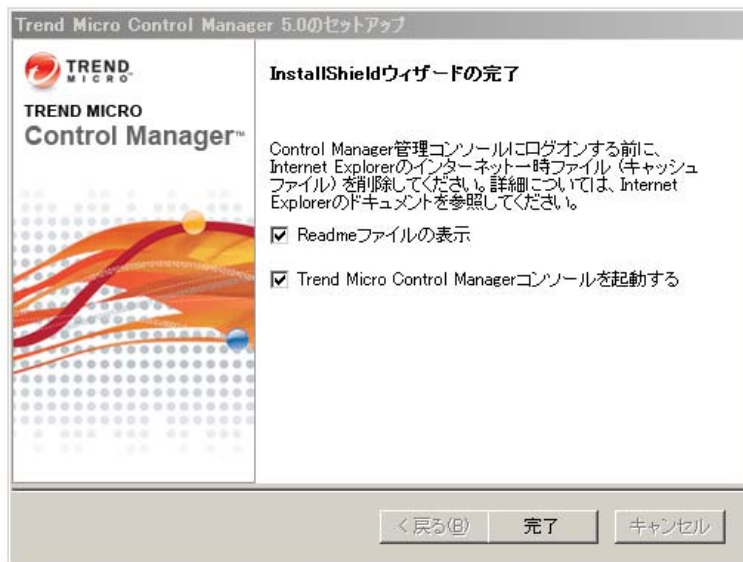 Trend Micro Control Manager 5.0のセットアップ
TREND
MICRO
TREND MICRO
Control Manager™
InstallShieldウィザードの完了
Control Manager管理コンソールにログオンする前に、
Internet Explorerのインターネット一時ファイル（キャッシュ
ファイル）を削除してください。詳細については、Internet
Explorerのドキュメントを参照してください。
Readmeファイルの表示
Trend Micro Control Managerコンソールを起動する
< 戻る(B)
完了
キャンセル